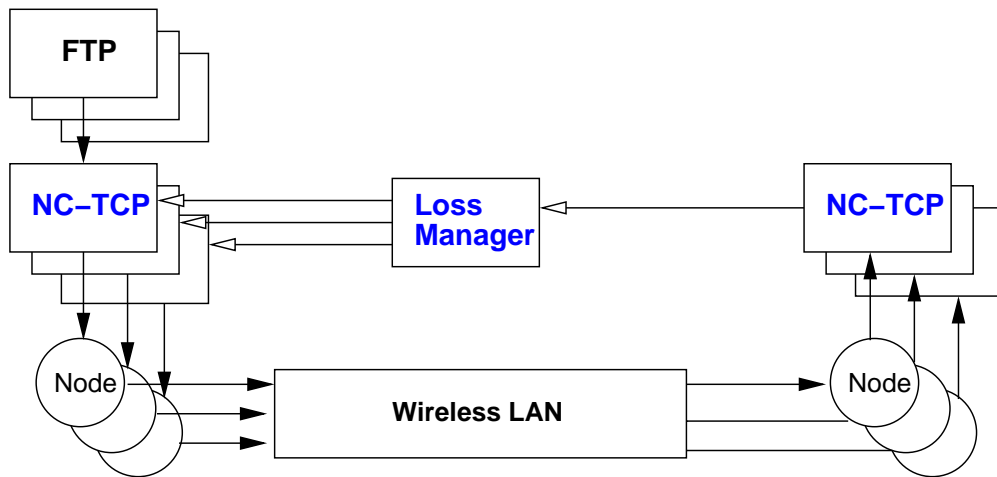 FTP
NC−TCP
Loss
Manager
NC−TCP
Node
Wireless LAN
Node